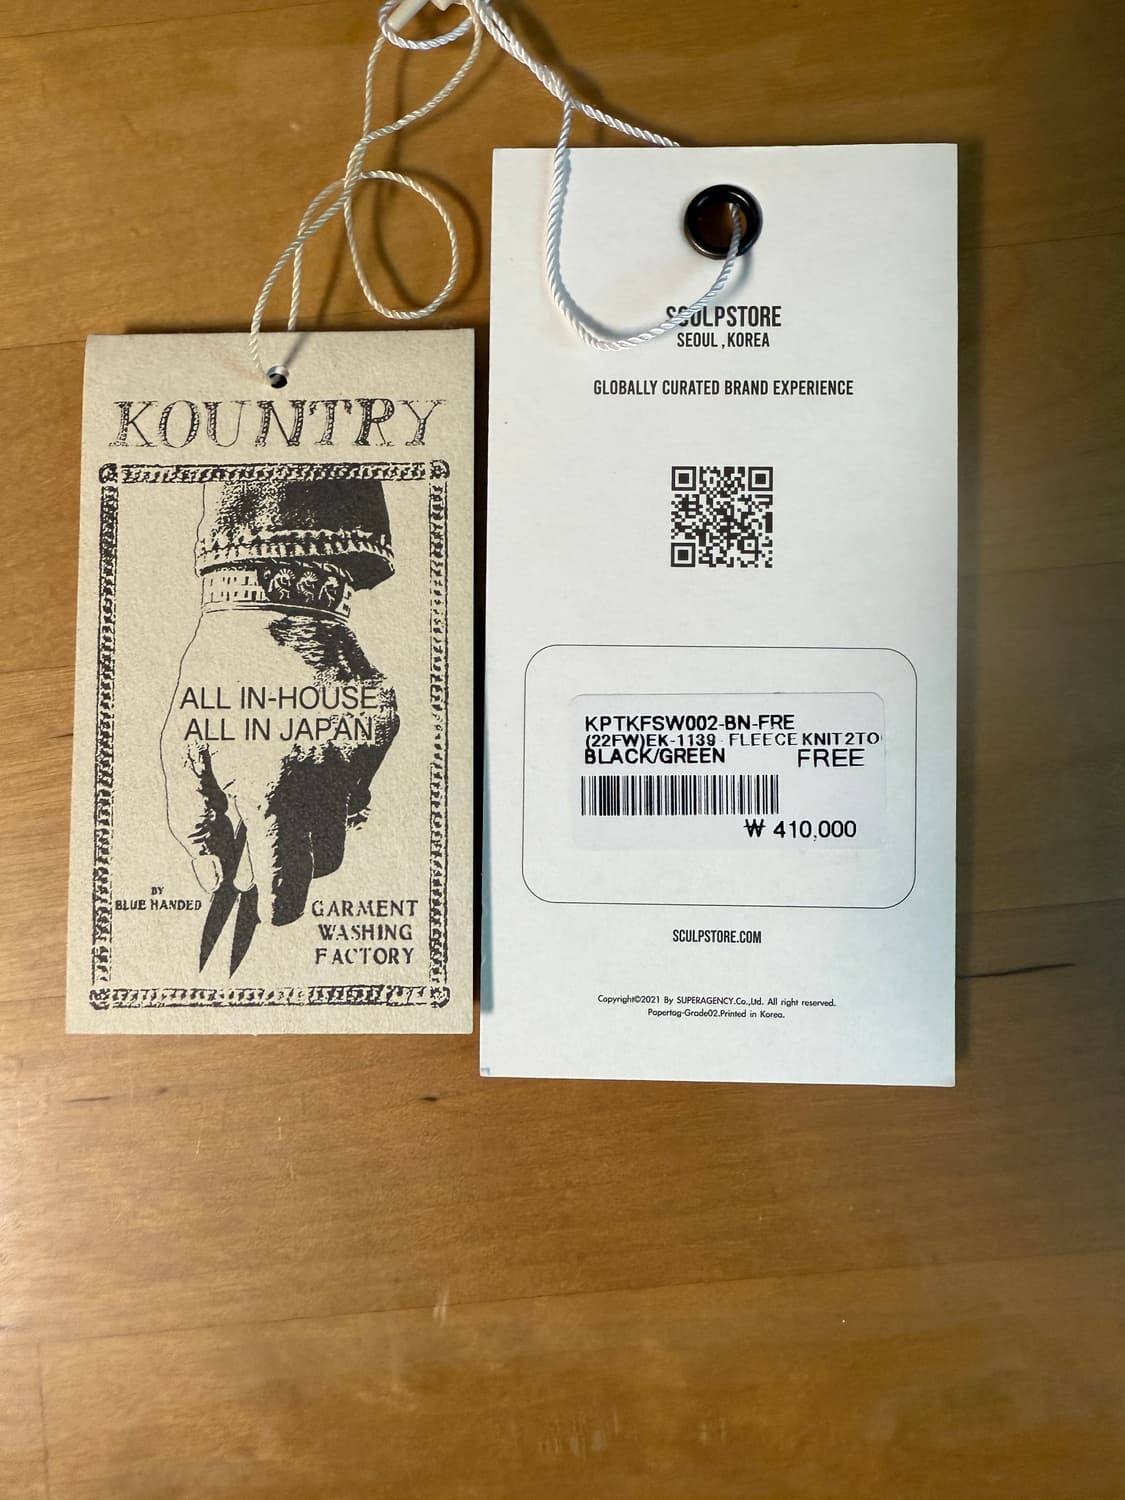 KOUNTRY
ALL IN-HOUSE,
ALL IN JAPAN.
BY
BLUE HANDED
GARMENT
WASHING
FACTORY
SCULPSTORE
SEOUL , KOREA
GLOBALLY CURATED BRAND EXPERIENCE
KPTKFSW002-BN-FRE
(22FW)EK-1139 - FLEECE KNIT 2TO
BLACK/GREEN FREE
₩ 410,000
SCULPSTORE.COM
Copyright©2021 By SUPERAGENCY.Co.,Ltd. All right reserved.
Papertag-Grade02.Printed in Korea.